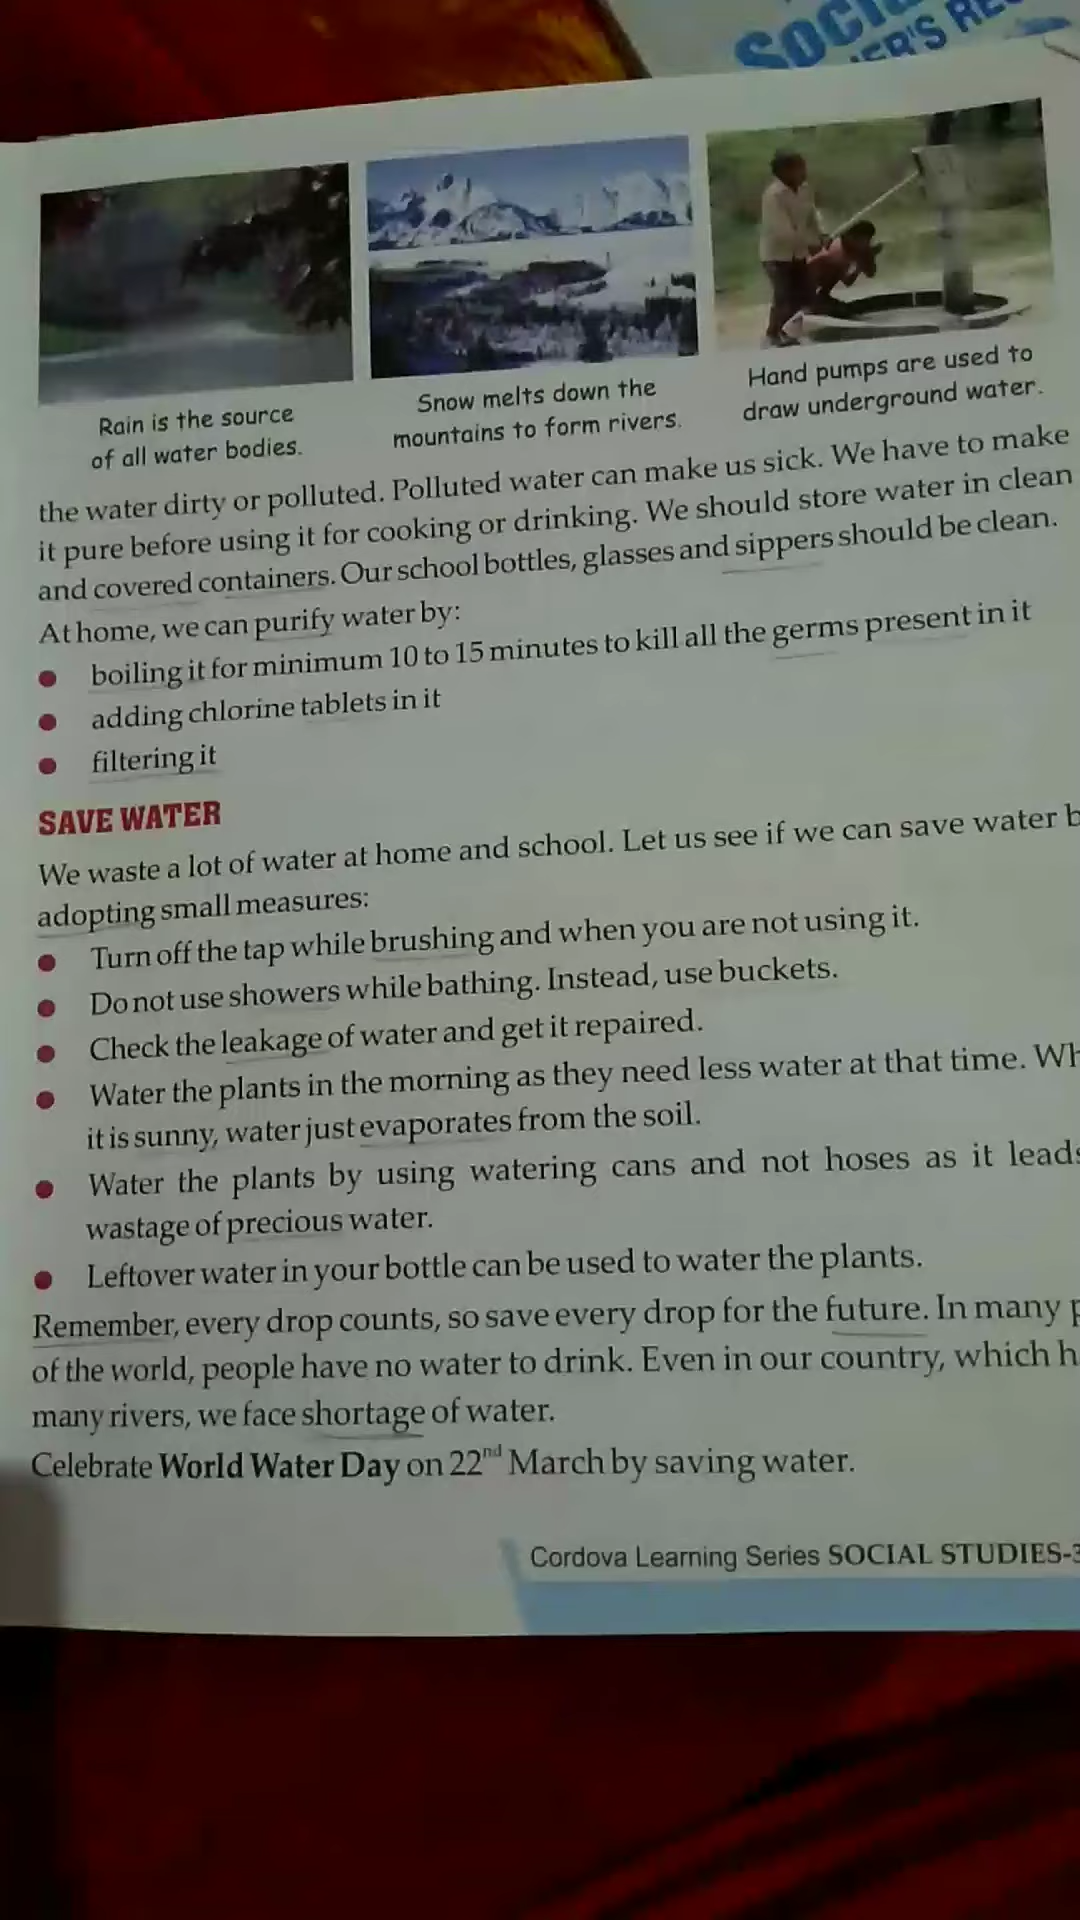 SOCI
ER'S RE
Rain is the source
of all water bodies.
Snow melts down the
mountains to form rivers.
Hand pumps are used to
draw underground water.
the water dirty or polluted. Polluted water can make us sick. We have to make
it pure before using it for cooking or drinking. We should store water in clean
and covered containers. Our school bottles, glasses and sippers should be clean.
At home, we can purify water by:
● boiling it for minimum 10 to 15 minutes to kill all the germs present in it
● adding chlorine tablets in it
● filtering it
SAVE WATER
We waste a lot of water at home and school. Let us see if we can save water b
adopting small measures:
● Turn off the tap while brushing and when you are not using it.
● Do not use showers while bathing. Instead, use buckets.
● Check the leakage of water and get it repaired.
● Water the plants in the morning as they need less water at that time. Wh
it is sunny, water just evaporates from the soil.
● Water the plants by using watering cans and not hoses as it leads
wastage of precious water.
● Leftover water in your bottle can be used to water the plants.
Remember, every drop counts, so save every drop for the future. In many p
of the world, people have no water to drink. Even in our country, which h
many rivers, we face shortage of water.
Celebrate World Water Day on 22nd March by saving water.
Cordova Learning Series SOCIAL STUDIES-3